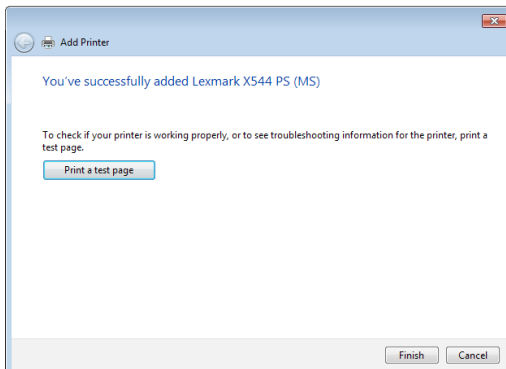 Add Printer
You've successfully added Lexmark X544 PS (MS)
To check if your printer is working properly, or to see troubleshooting information for the printer, print a
test page.
Print a test page
Finish Cancel